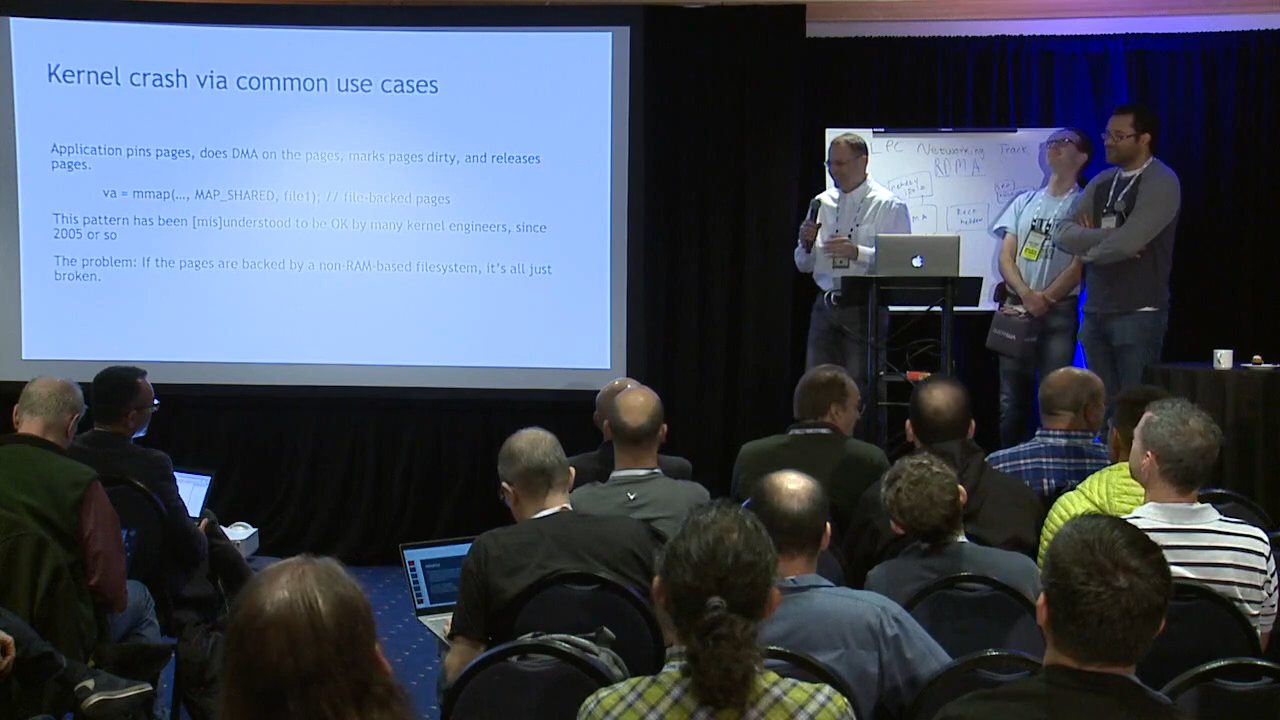 Kernel crash via common use cases
Application pins pages, does DMA on the pages, marks pages dirty, and releases
pages.
va = mmap(..., MAP_SHARED, file1); // file-backed pages
This pattern has been [mis]understood to be OK by many kernel engineers, since
2005 or so
The problem: If the pages are backed by a non-RAM-based filesystem, it's all just
broken.
LPC Networking Track
RDMA